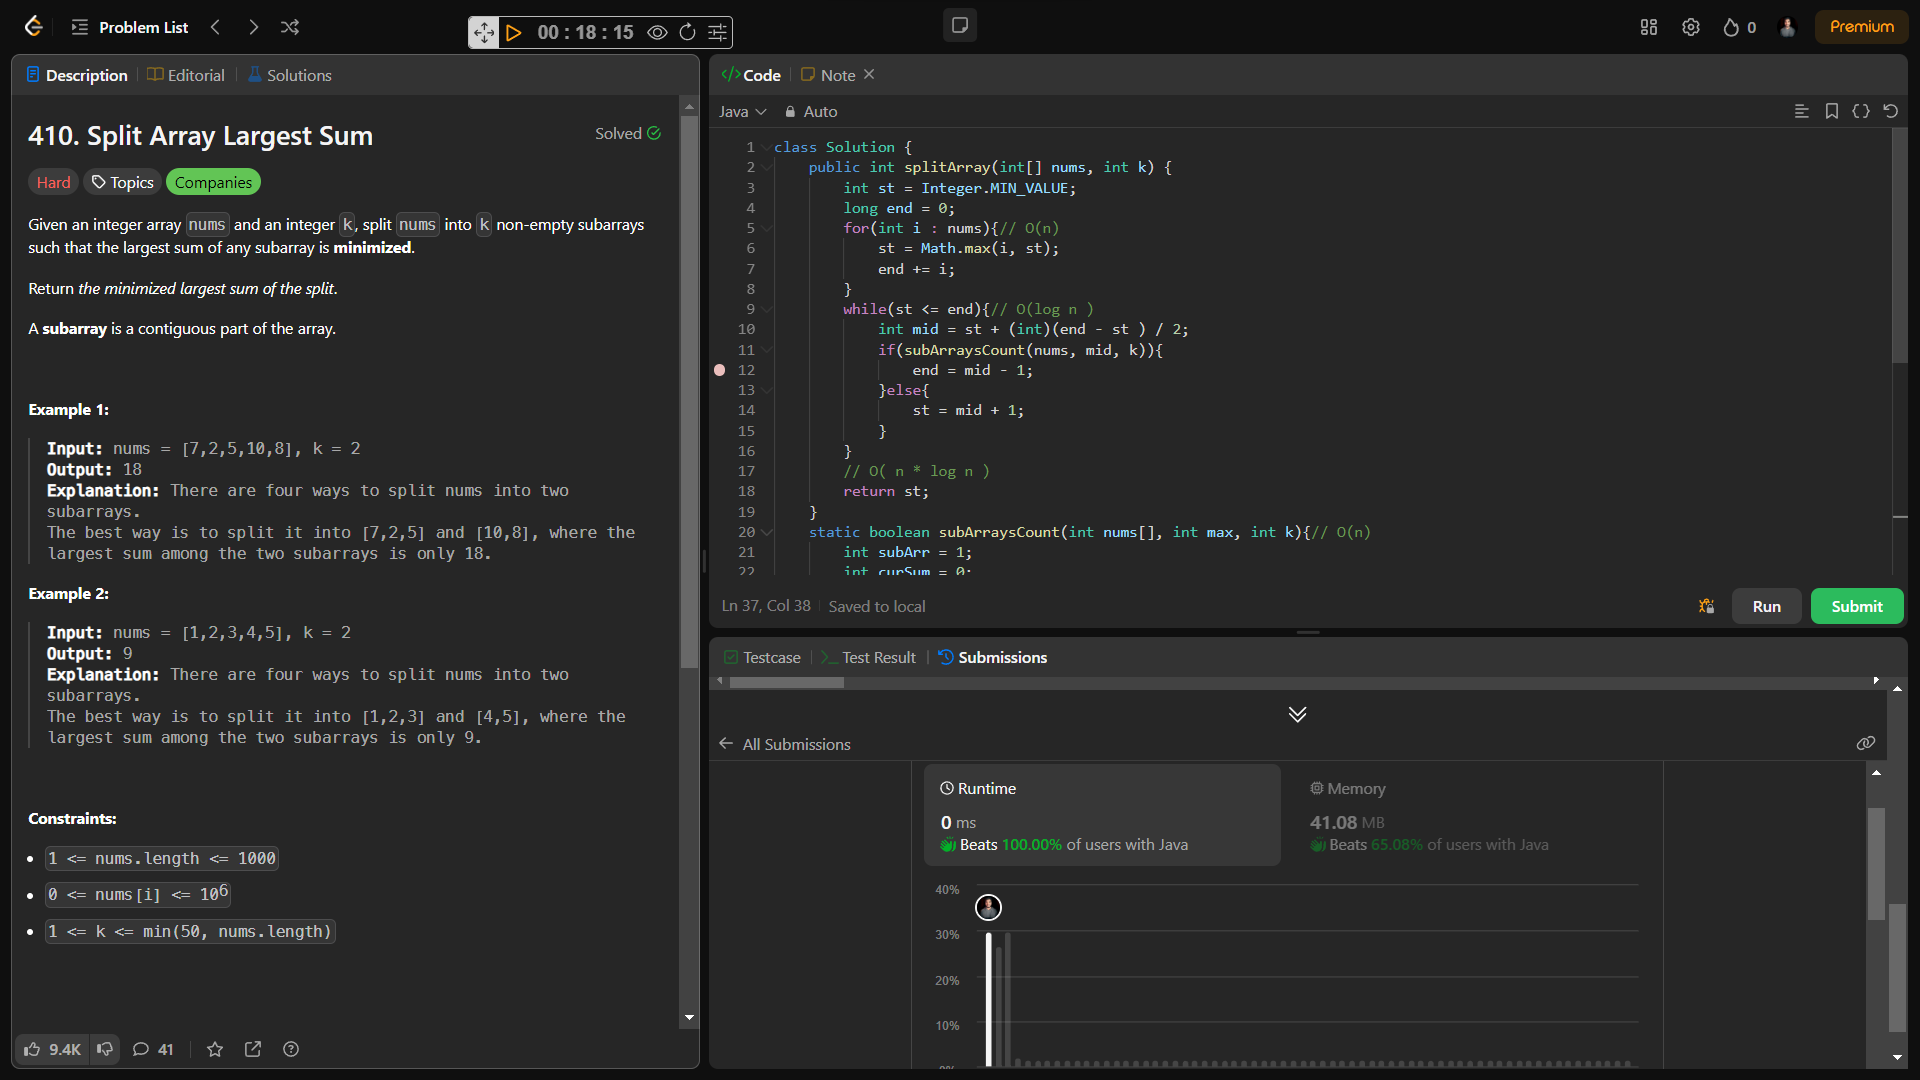 Problem List
00 : 18 : 15
0
Premium
Description
Editorial
Solutions
410. Split Array Largest Sum
Solved
Hard
Topics
Companies
Given an integer array nums and an integer k, split nums into k non-empty subarrays
such that the largest sum of any subarray is minimized.
Return the minimized largest sum of the split.
A subarray is a contiguous part of the array.
Example 1:
Input: nums = [7,2,5,10,8], k = 2
Output: 18
Explanation: There are four ways to split nums into two
subarrays.
The best way is to split it into [7,2,5] and [10,8], where the
largest sum among the two subarrays is only 18.
Example 2:
Input: nums = [1,2,3,4,5], k = 2
Output: 9
Explanation: There are four ways to split nums into two
subarrays.
The best way is to split it into [1,2,3] and [4,5], where the
largest sum among the two subarrays is only 9.
Constraints:
1 <= nums.length <= 1000
0 <= nums[i] <= 10⁶
1 <= k <= min(50, nums.length)
9.4K
41
</>Code
Note
Java
Auto
1 class Solution {
2 public int splitArray(int[] nums, int k) {
3 int st = Integer.MIN_VALUE;
4 long end = 0;
5 for(int i : nums){// O(n)
6 st = Math.max(i, st);
7 end += i;
8 }
9 while(st <= end){// O(log n )
10 int mid = st + (int)(end - st ) / 2;
11 if(subArraysCount(nums, mid, k)){
12 end = mid - 1;
13 }else{
14 st = mid + 1;
15 }
16 }
17 // O( n * log n )
18 return st;
19 }
20 static boolean subArraysCount(int nums[], int max, int k){// O(n)
21 int subArr = 1;
22 int curSum = 0;
Ln 37, Col 38
Saved to local
Run
Submit
Testcase
Test Result
Submissions
All Submissions
Runtime
0 ms
Beats 100.00% of users with Java
Memory
41.08 MB
Beats 65.08% of users with Java
40%
30%
20%
10%
0%